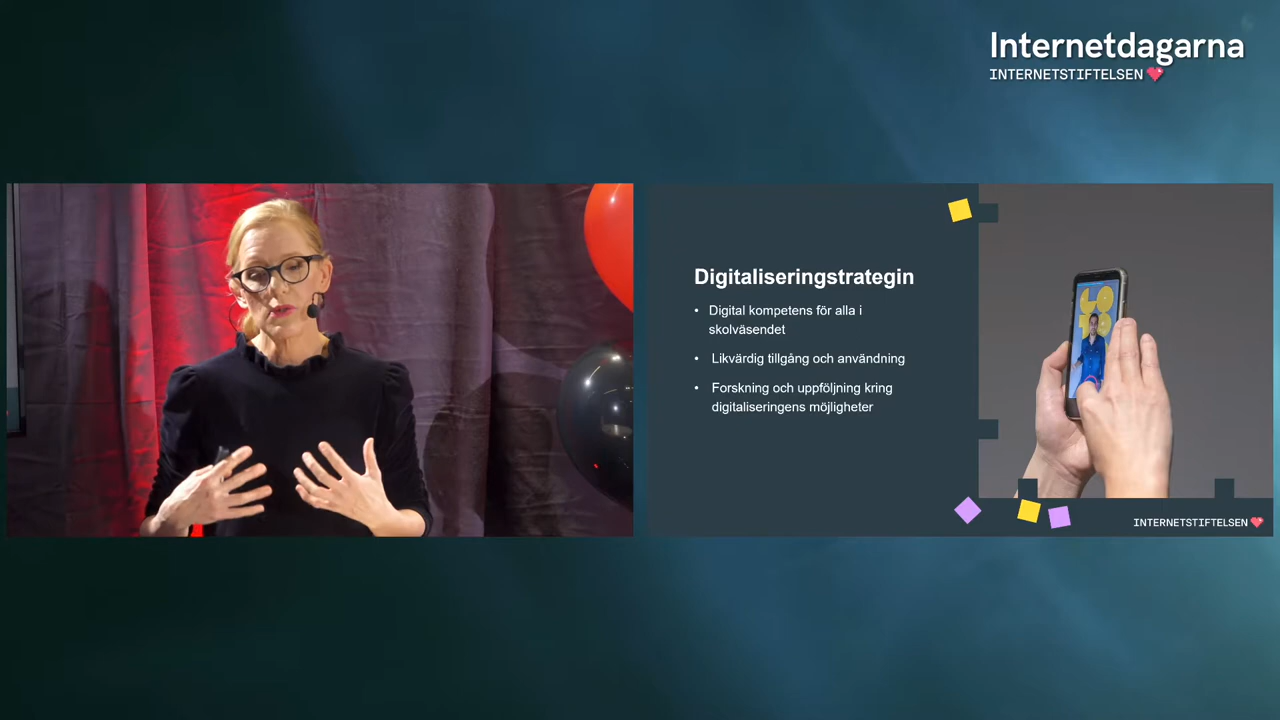 Internetdagarna
INTERNETSTIFTELSEN
Digitaliseringstrategin
• Digital kompetens för alla i
skolväsendet
• Likvärdig tillgång och användning
• Forskning och uppföljning kring
digitaliseringens möjligheter
INTERNETSTIFTELSEN